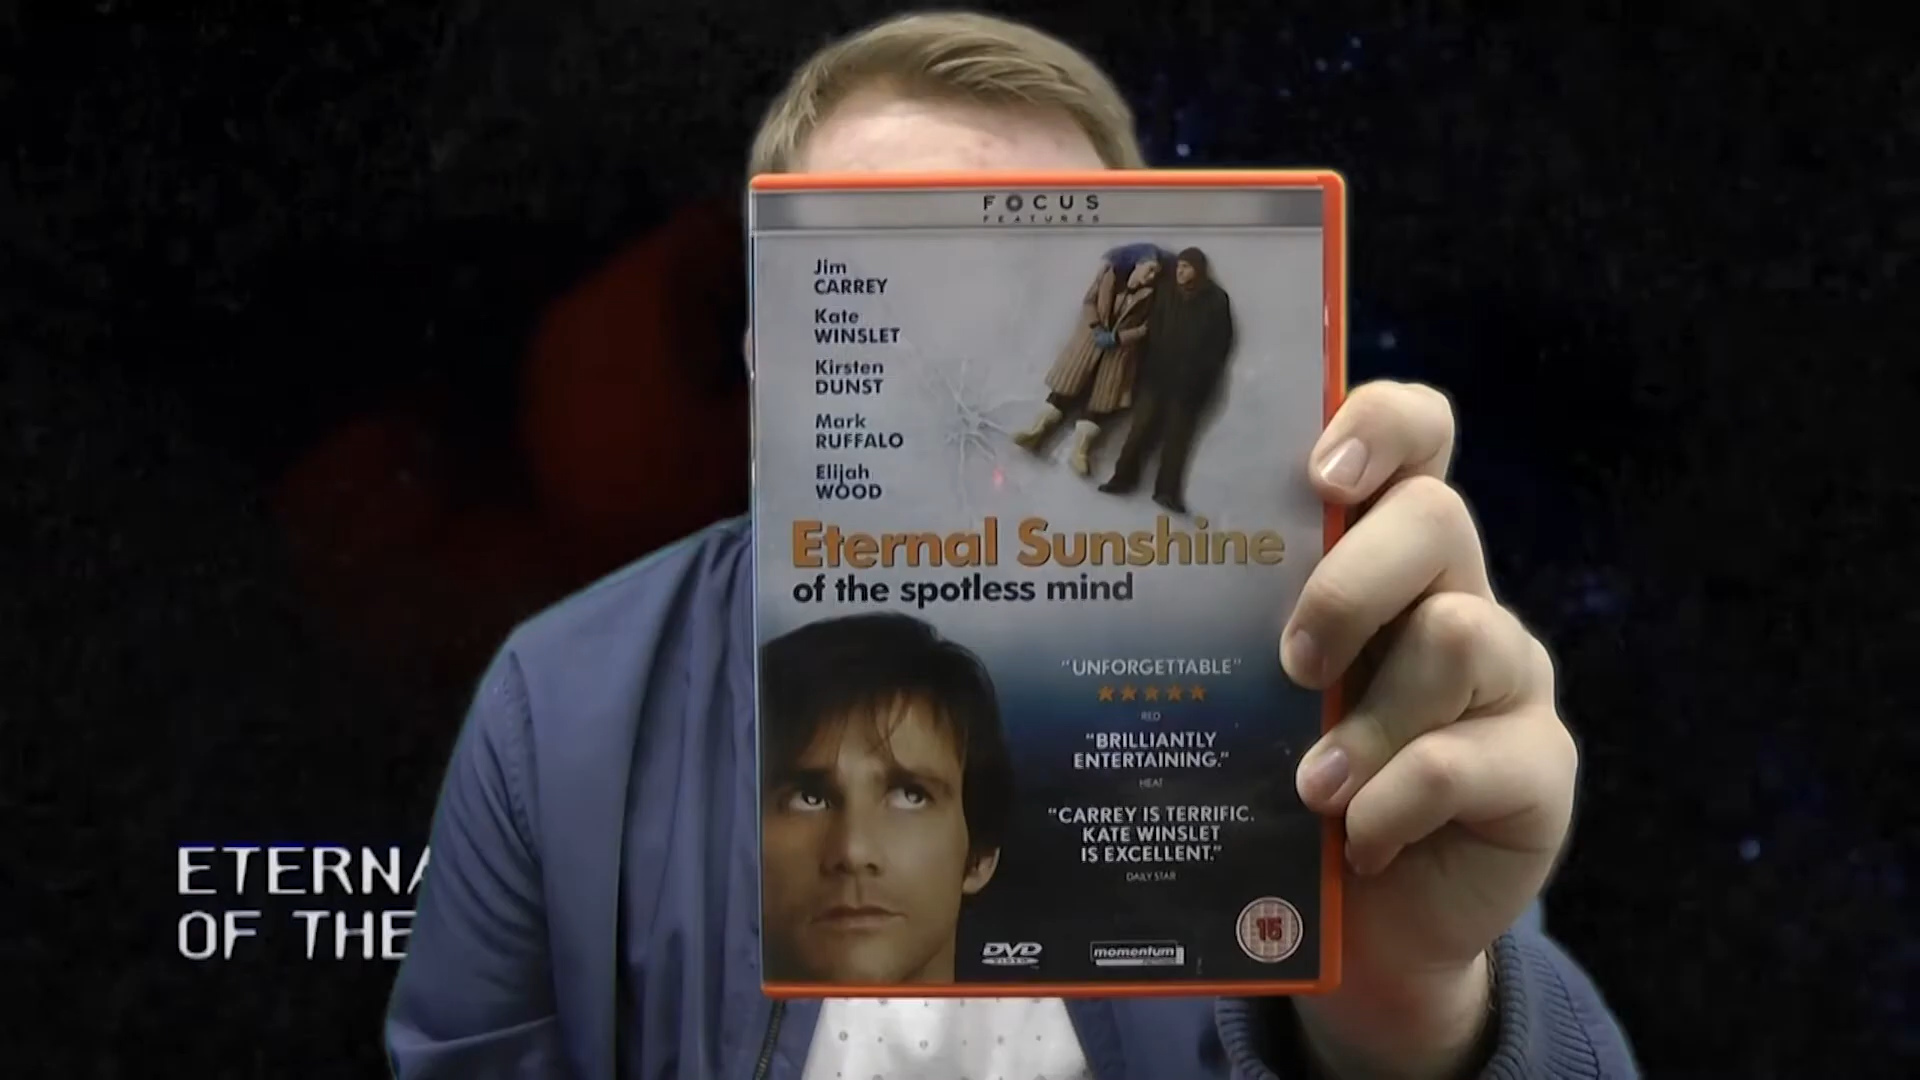 FOCUS
FEATURES
Jim
CARREY
Kate
WINSLET
Kirsten
DUNST
Mark
RUFFALO
Elijah
WOOD
Eternal Sunshine
of the spotless mind
"UNFORGETTABLE"
RED
"BRILLIANTLY
ENTERTAINING."
HEAT
"CARREY IS TERRIFIC.
KATE WINSLET
IS EXCELLENT."
DAILY STAR
DVD
VIDEO
momentum
15
ETERNA
OF THE